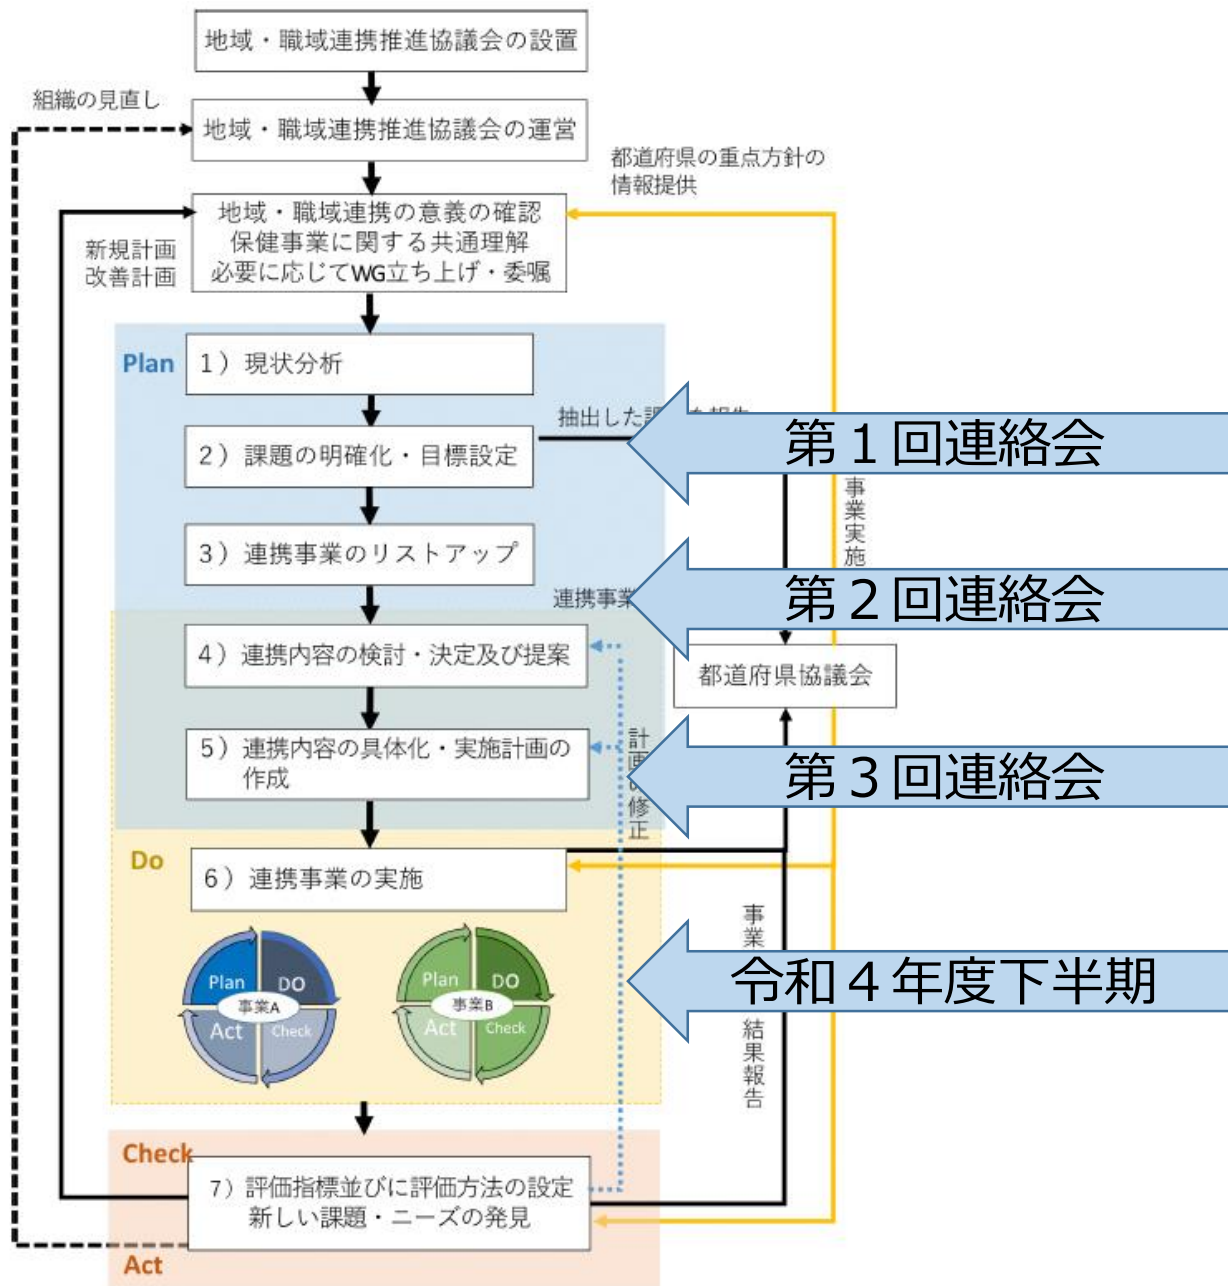 地域・職域連携推進協議会の設置
組織の見直し
地域・職域連携推進協議会の運営
都道府県の重点方針の
情報提供
地域・職域連携の意義の確認
保健事業に関する共通理解
必要に応じてWG立ち上げ・委嘱
新規計画
改善計画
Plan
1）現状分析
抽出した
2）課題の明確化・目標設定
第１回連絡会
3）連携事業のリストアップ
事業実施
連携事業
第２回連絡会
4）連携内容の検討・決定及び提案
都道府県協議会
5）連携内容の具体化・実施計画の
作成
計画
修正
第３回連絡会
Do
6）連携事業の実施
事業
結果報告
令和４年度下半期
Plan
DO
事業A
Act
Check
Plan
DO
事業B
Act
Check
Check
7）評価指標並びに評価方法の設定
新しい課題・ニーズの発見
Act